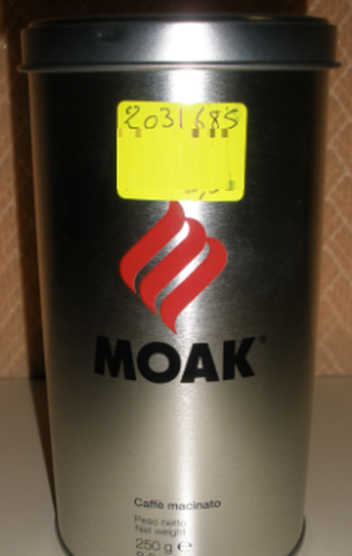 2031685
MOAK®
Caffè macinato
Peso netto
Net weight
250 g ℮